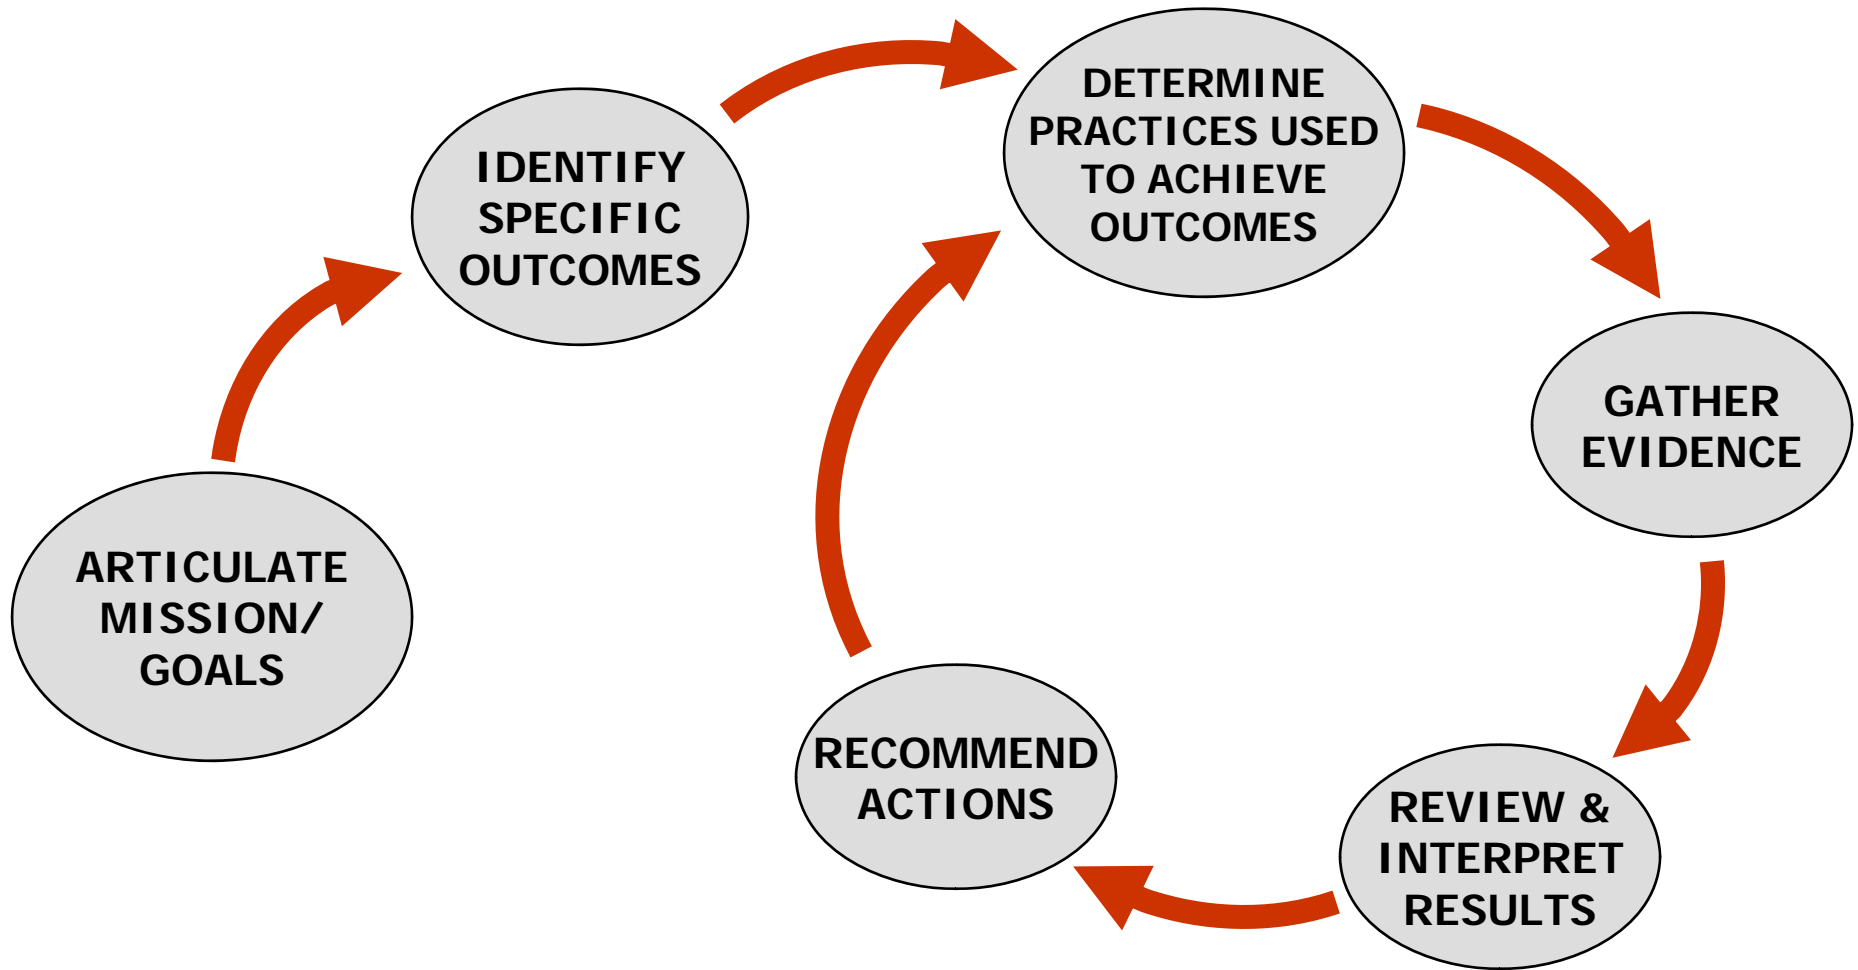 ARTICULATE
MISSION/
GOALS
IDENTIFY
SPECIFIC
OUTCOMES
DETERMINE
PRACTICES USED
TO ACHIEVE
OUTCOMES
GATHER
EVIDENCE
REVIEW &
INTERPRET
RESULTS
RECOMMEND
ACTIONS